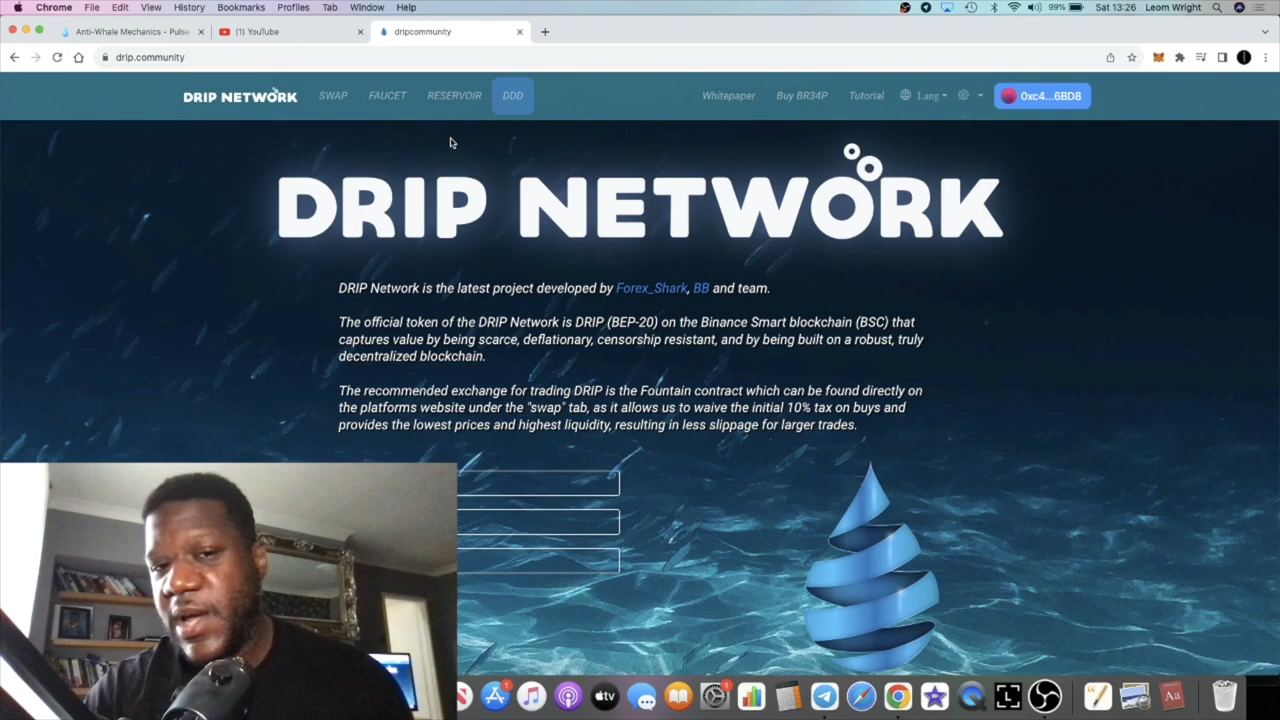 Chrome File Edit View History Bookmarks Profiles Tab Window Help 99% Sat 13:26 Leom Wright
Anti-Whale Mechanics - Pulse (1) YouTube dripcommunity
drip.community
DRIP NETWORK SWAP FAUCET RESERVOIR DDD Whitepaper Buy BR34P Tutorial Lang 0xc4...6BD8
DRIP NETWORK
DRIP Network is the latest project developed by Forex_Shark, BB and team.
The official token of the DRIP Network is DRIP (BEP-20) on the Binance Smart blockchain (BSC) that
captures value by being scarce, deflationary, censorship resistant, and by being built on a robust, truly
decentralized blockchain.
The recommended exchange for trading DRIP is the Fountain contract which can be found directly on
the platforms website under the "swap" tab, as it allows us to waive the initial 10% tax on buys and
provides the lowest prices and highest liquidity, resulting in less slippage for larger trades.
1 tv 1 L Aa